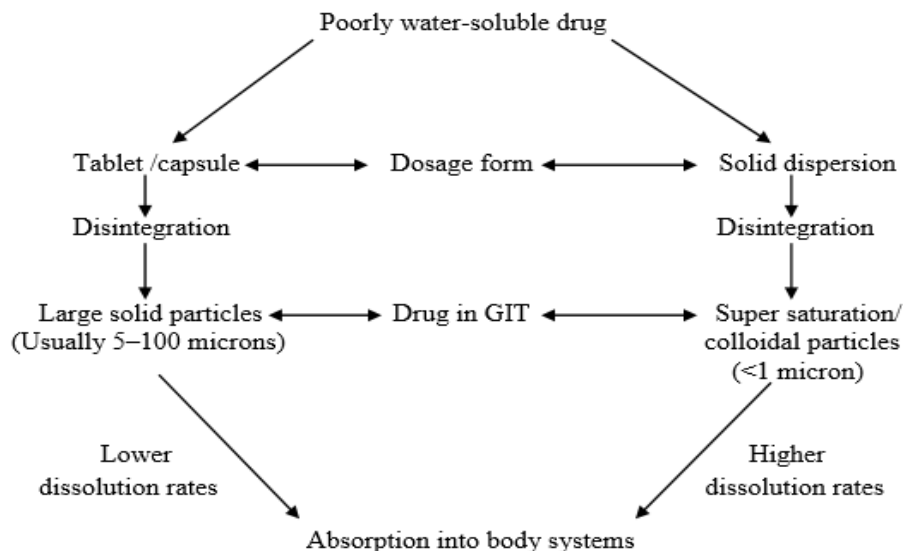 Poorly water-soluble drug
Tablet /capsule
Dosage form
Solid dispersion
Disintegration
Disintegration
Large solid particles
(Usually 5–100 microns)
Drug in GIT
Super saturation/
colloidal particles
(<1 micron)
Lower
dissolution rates
Higher
dissolution rates
Absorption into body systems